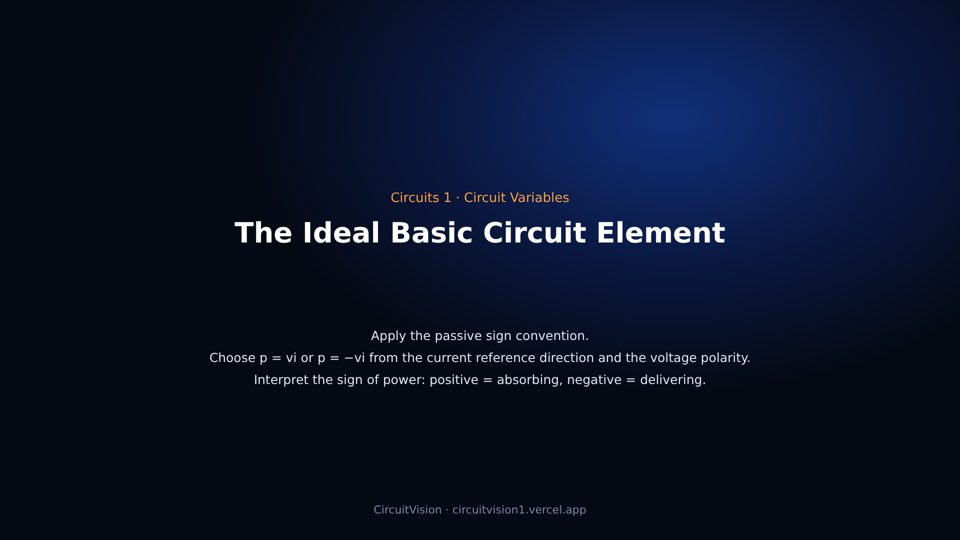 Circuits 1 · Circuit Variables
The Ideal Basic Circuit Element
Apply the passive sign convention.
Choose p = vi or p = −vi from the current reference direction and the voltage polarity.
Interpret the sign of power: positive = absorbing, negative = delivering.
CircuitVision · circuitvision1.vercel.app